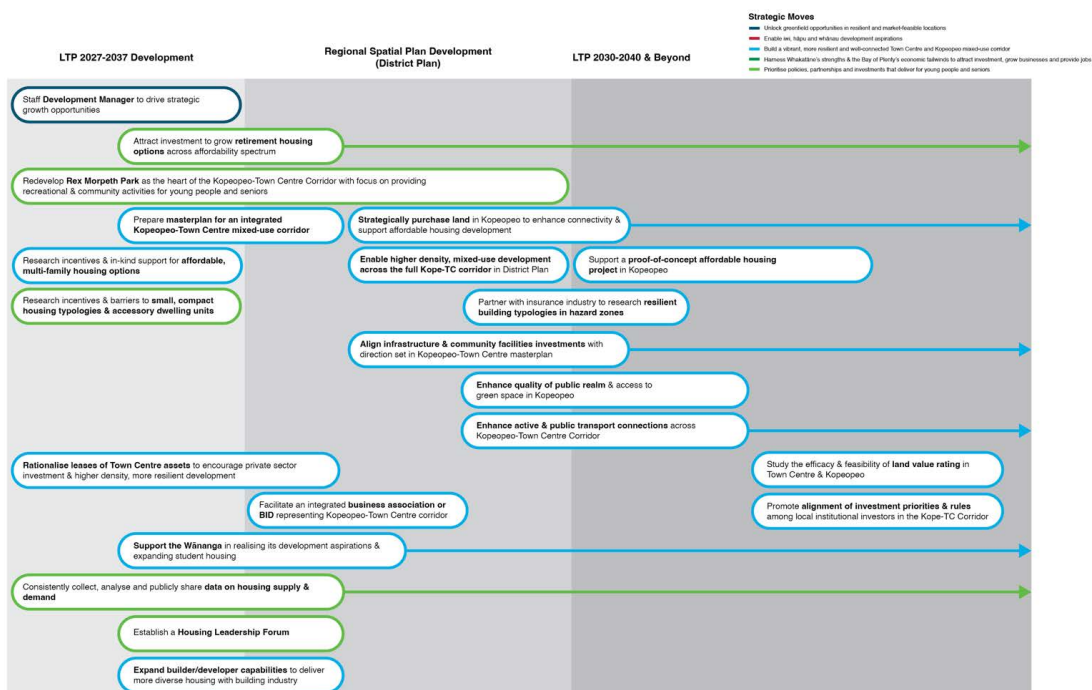 Strategic Moves
Unlock greenfield opportunities in resilient and market-feasible locations
Enable iwi, hāpu and whānau development aspirations
Build a vibrant, more resilient and well-connected Town Centre and Kopeopeo mixed-use corridor
Harness Whakatāne's strengths & the Bay of Plenty's economic tailwinds to attract investment, grow businesses and provide jobs
Prioritise policies, partnerships and investments that deliver for young people and seniors
LTP 2027-2037 Development
Regional Spatial Plan Development
(District Plan)
LTP 2030-2040 & Beyond
Staff Development Manager to drive strategic
growth opportunities
Attract investment to grow retirement housing
options across affordability spectrum
Redevelop Rex Morpeth Park as the heart of the Kopeopeo-Town Centre Corridor with focus on providing
recreational & community activities for young people and seniors
Prepare masterplan for an integrated
Kopeopeo-Town Centre mixed-use corridor
Strategically purchase land in Kopeopeo to enhance connectivity &
support affordable housing development
Research incentives & in-kind support for affordable,
multi-family housing options
Enable higher density, mixed-use development
across the full Kope-TC corridor in District Plan
Support a proof-of-concept affordable housing
project in Kopeopeo
Research incentives & barriers to small, compact
housing typologies & accessory dwelling units
Partner with insurance industry to research resilient
building typologies in hazard zones
Align infrastructure & community facilities investments with
direction set in Kopeopeo-Town Centre masterplan
Enhance quality of public realm & access to
green space in Kopeopeo
Enhance active & public transport connections across
Kopeopeo-Town Centre Corridor
Rationalise leases of Town Centre assets to encourage private sector
investment & higher density, more resilient development
Study the efficacy & feasibility of land value rating in
Town Centre & Kopeopeo
Facilitate an integrated business association or
BID representing Kopeopeo-Town Centre corridor
Promote alignment of investment priorities & rules
among local institutional investors in the Kope-TC Corridor
Support the Wānanga in realising its development aspirations &
expanding student housing
Consistently collect, analyse and publicly share data on housing supply &
demand
Establish a Housing Leadership Forum
Expand builder/developer capabilities to deliver
more diverse housing with building industry